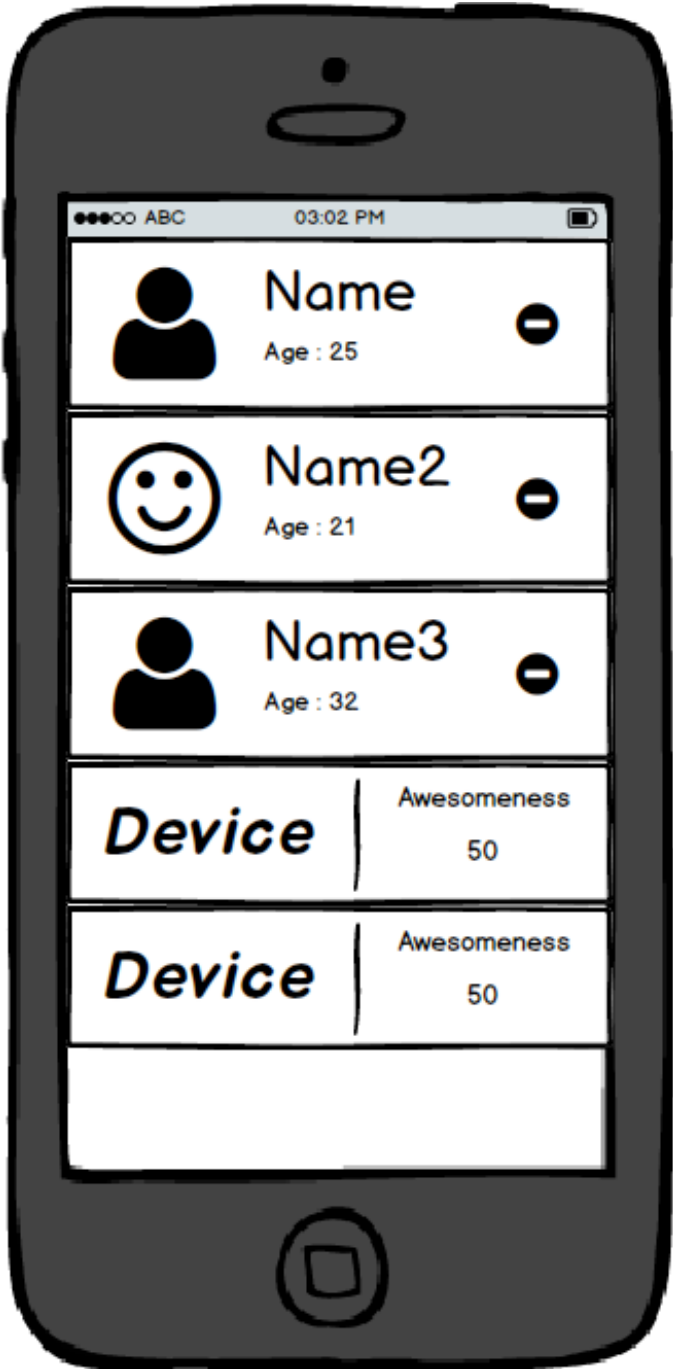 ABC 03:02 PM
Name
Age : 25
Name2
Age : 21
Name3
Age : 32
Device
Awesomeness
50
Device
Awesomeness
50